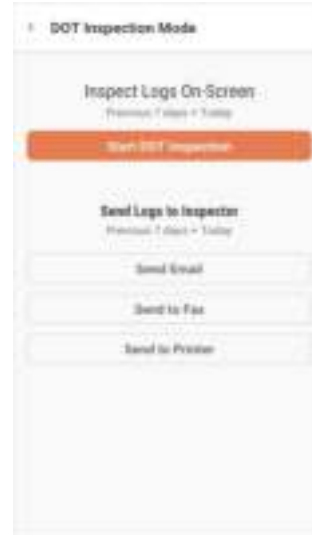 DOT Inspection Mode
Inspect Logs On-Screen
Previous 7 days + Today
Start DOT Inspection
Send Logs to Inspector
Previous 7 days + Today
Send Email
Send to Fax
Send to Printer